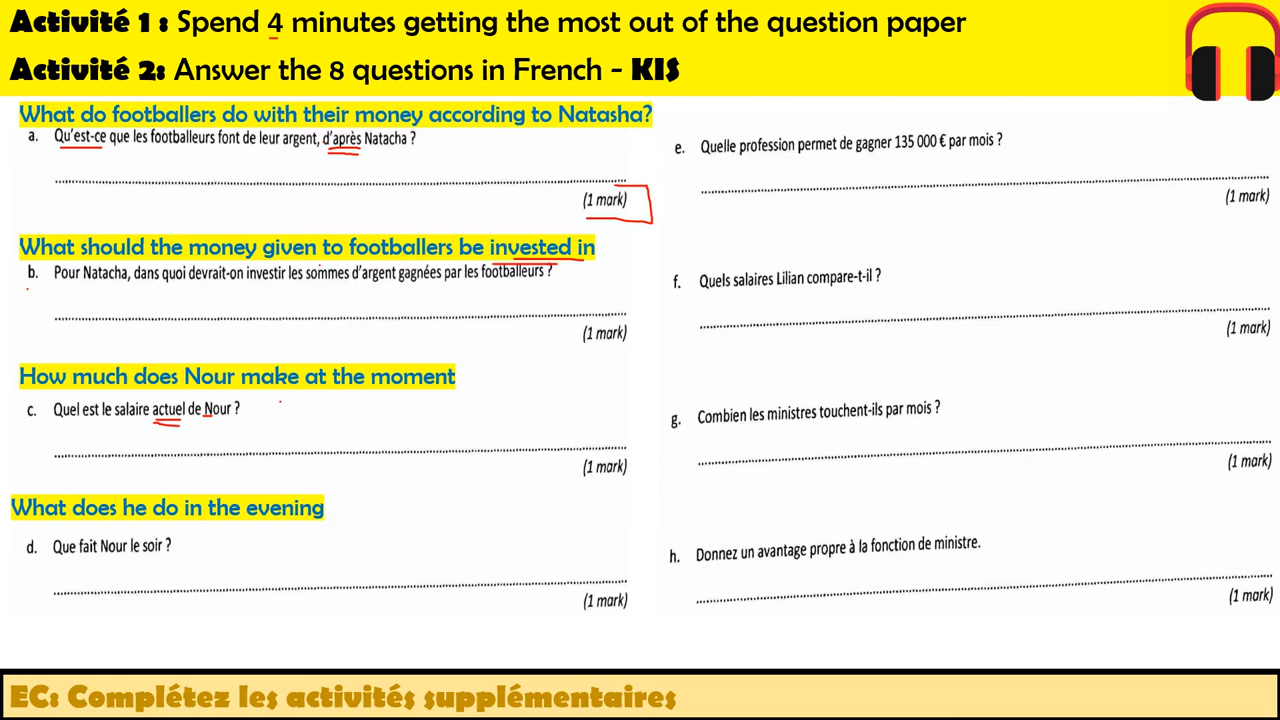 Activité 1 : Spend 4 minutes getting the most out of the question paper
Activité 2: Answer the 8 questions in French - KIS
What do footballers do with their money according to Natasha?
a. Qu'est-ce que les footballeurs font de leur argent, d'après Natacha ?
(1 mark)
What should the money given to footballers be invested in
b. Pour Natacha, dans quoi devrait-on investir les sommes d'argent gagnées par les footballeurs ?
(1 mark)
How much does Nour make at the moment
c. Quel est le salaire actuel de Nour ?
(1 mark)
What does he do in the evening
d. Que fait Nour le soir ?
(1 mark)
e. Quelle profession permet de gagner 135 000 € par mois ?
(1 mark)
f. Quels salaires Lilian compare-t-il ?
(1 mark)
g. Combien les ministres touchent-ils par mois ?
(1 mark)
h. Donnez un avantage propre à la fonction de ministre.
(1 mark)
EC: Complétez les activités supplémentaires